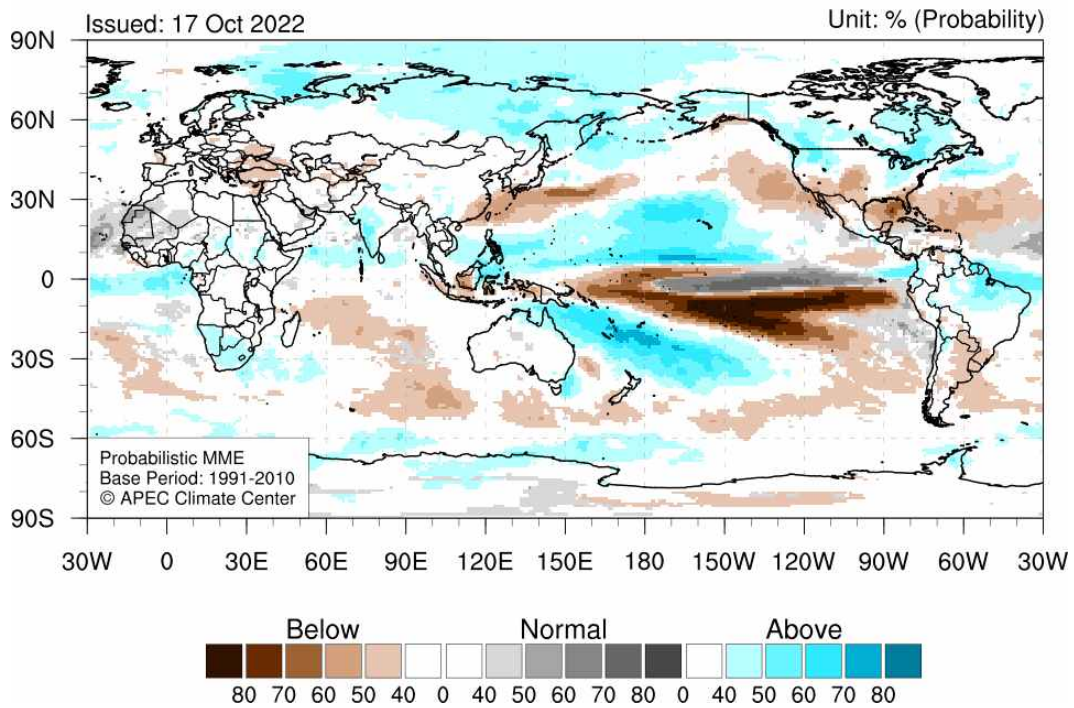 Issued: 17 Oct 2022
Unit: % (Probability)
90N
60N
30N
0
30S
60S
90S
Probabilistic MME
Base Period: 1991-2010
© APEC Climate Center
30W 0 30E 60E 90E 120E 150E 180 150W 120W 90W 60W 30W
Below Normal Above
80 70 60 50 40 0 40 50 60 70 80 0 40 50 60 70 80